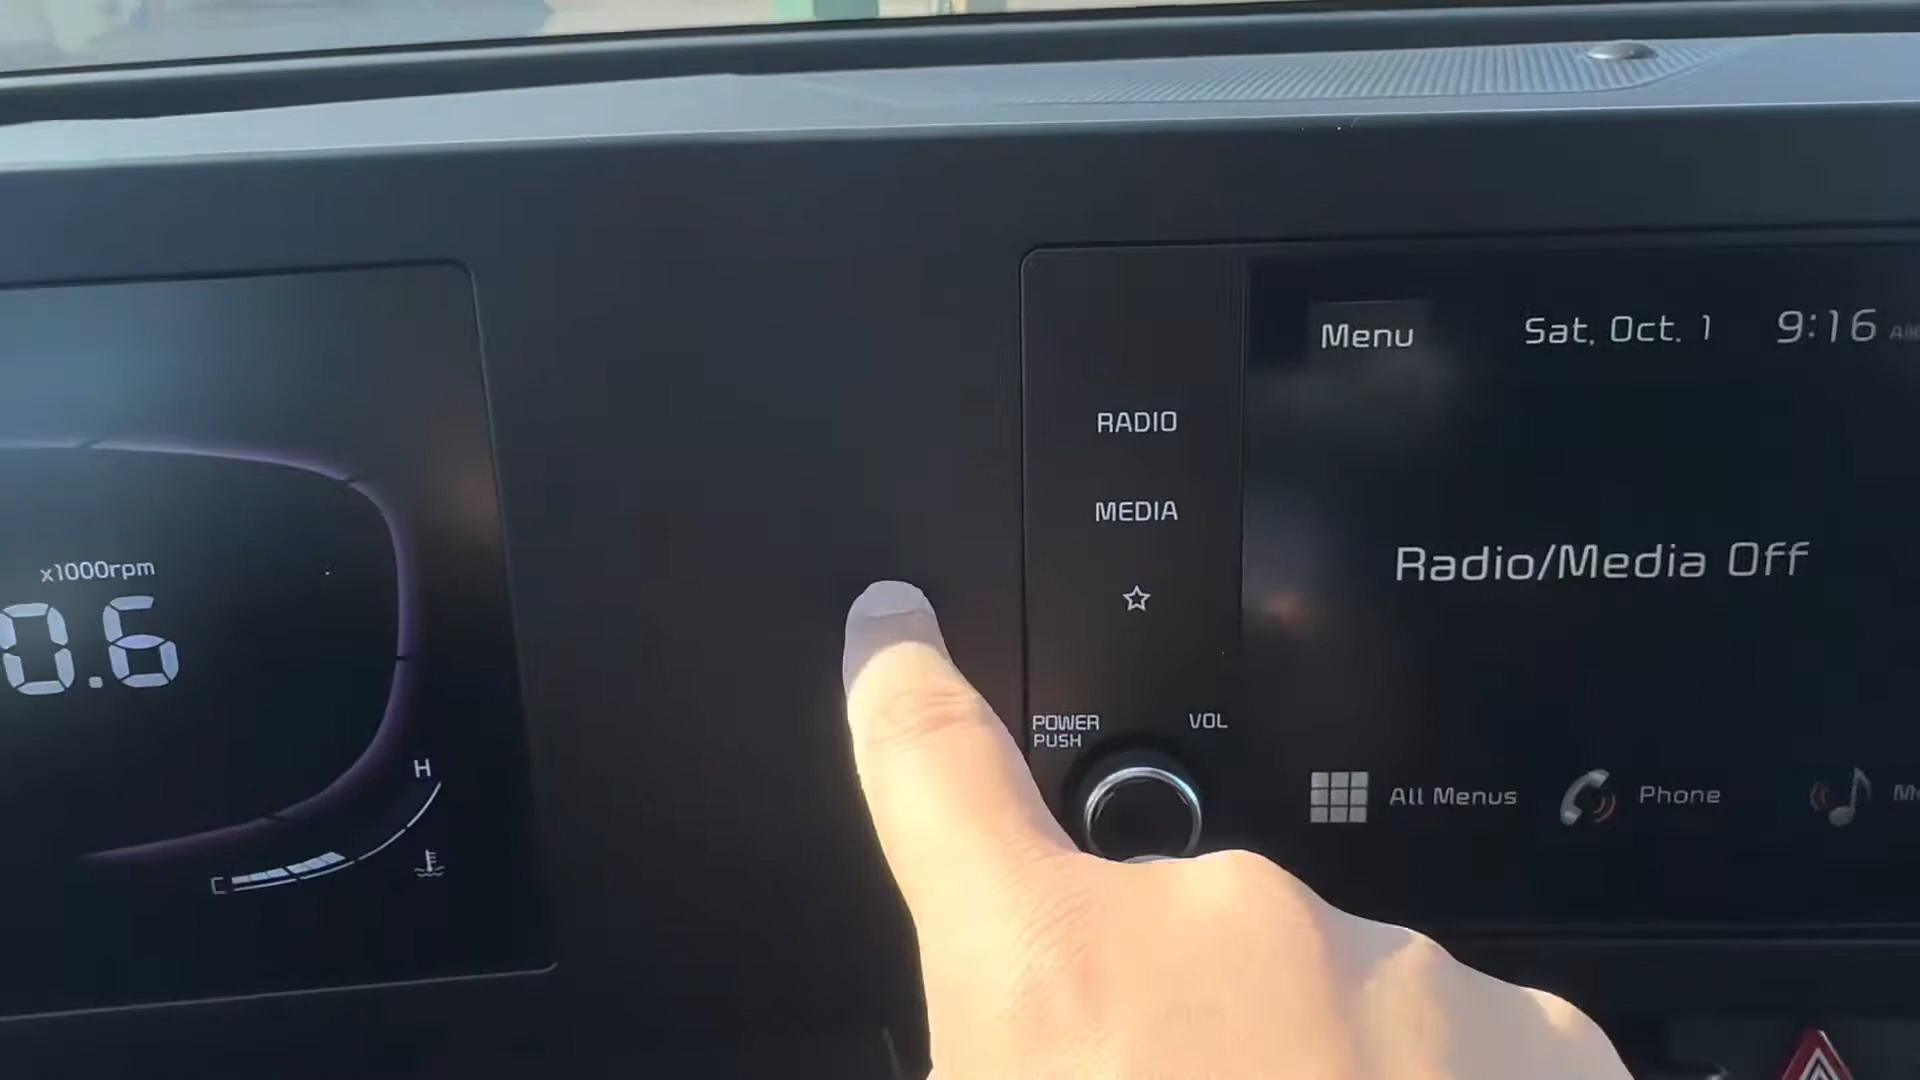 Menu
Sat, Oct. 1
9:16 AM
RADIO
MEDIA
Radio/Media Off
x1000rpm
0.6
POWER
PUSH
VOL
H
C
All Menus
Phone